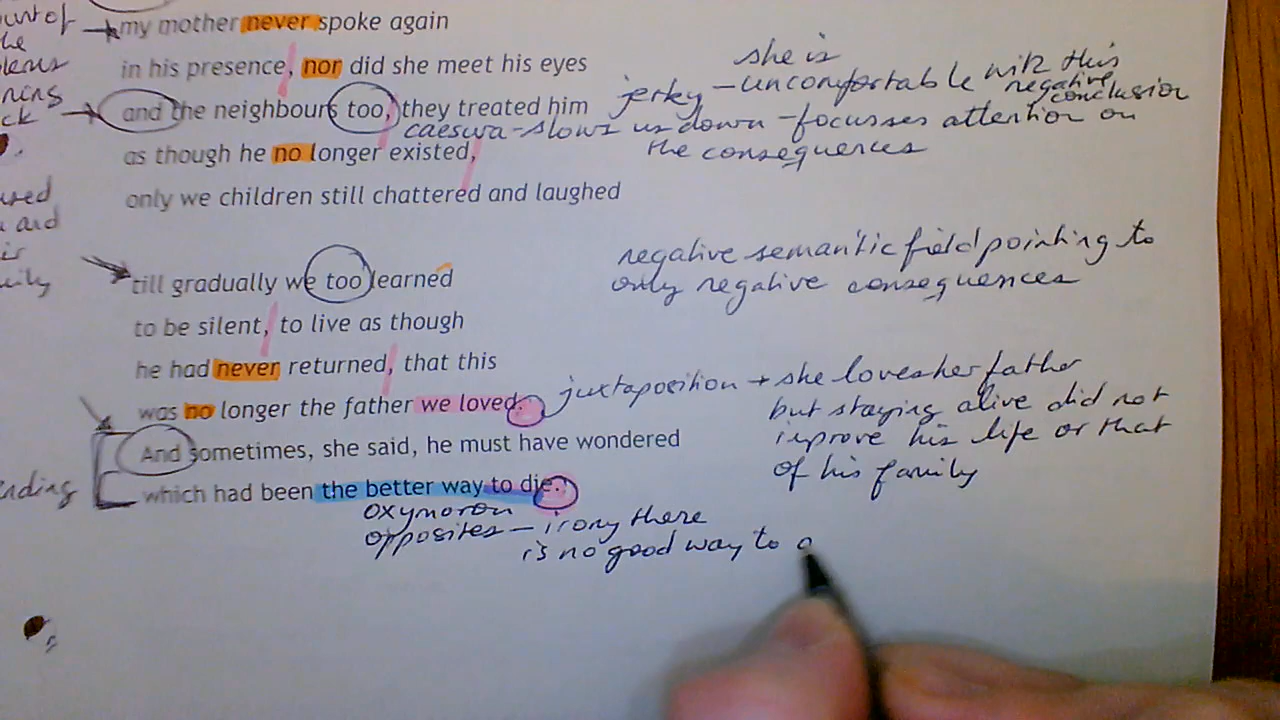 my mother never spoke again
in his presence, nor did she meet his eyes
she is
jerky - uncomfortable with this
negative
conclusion
and the neighbours too, they treated him
caeswa - slows us down - focusses attention on
the consequences
as though he no longer existed,
only we children still chattered and laughed
till gradually we too learned
negative semantic field pointing to
only negative consequences
to be silent, to live as though
he had never returned, that this
was no longer the father we loved.
juxtaposition → she loves her father
but staying alive did not
improve his life or that
of his family
And sometimes, she said, he must have wondered
which had been the better way to die.
oxymoron
opposites - irony there
is no good way to